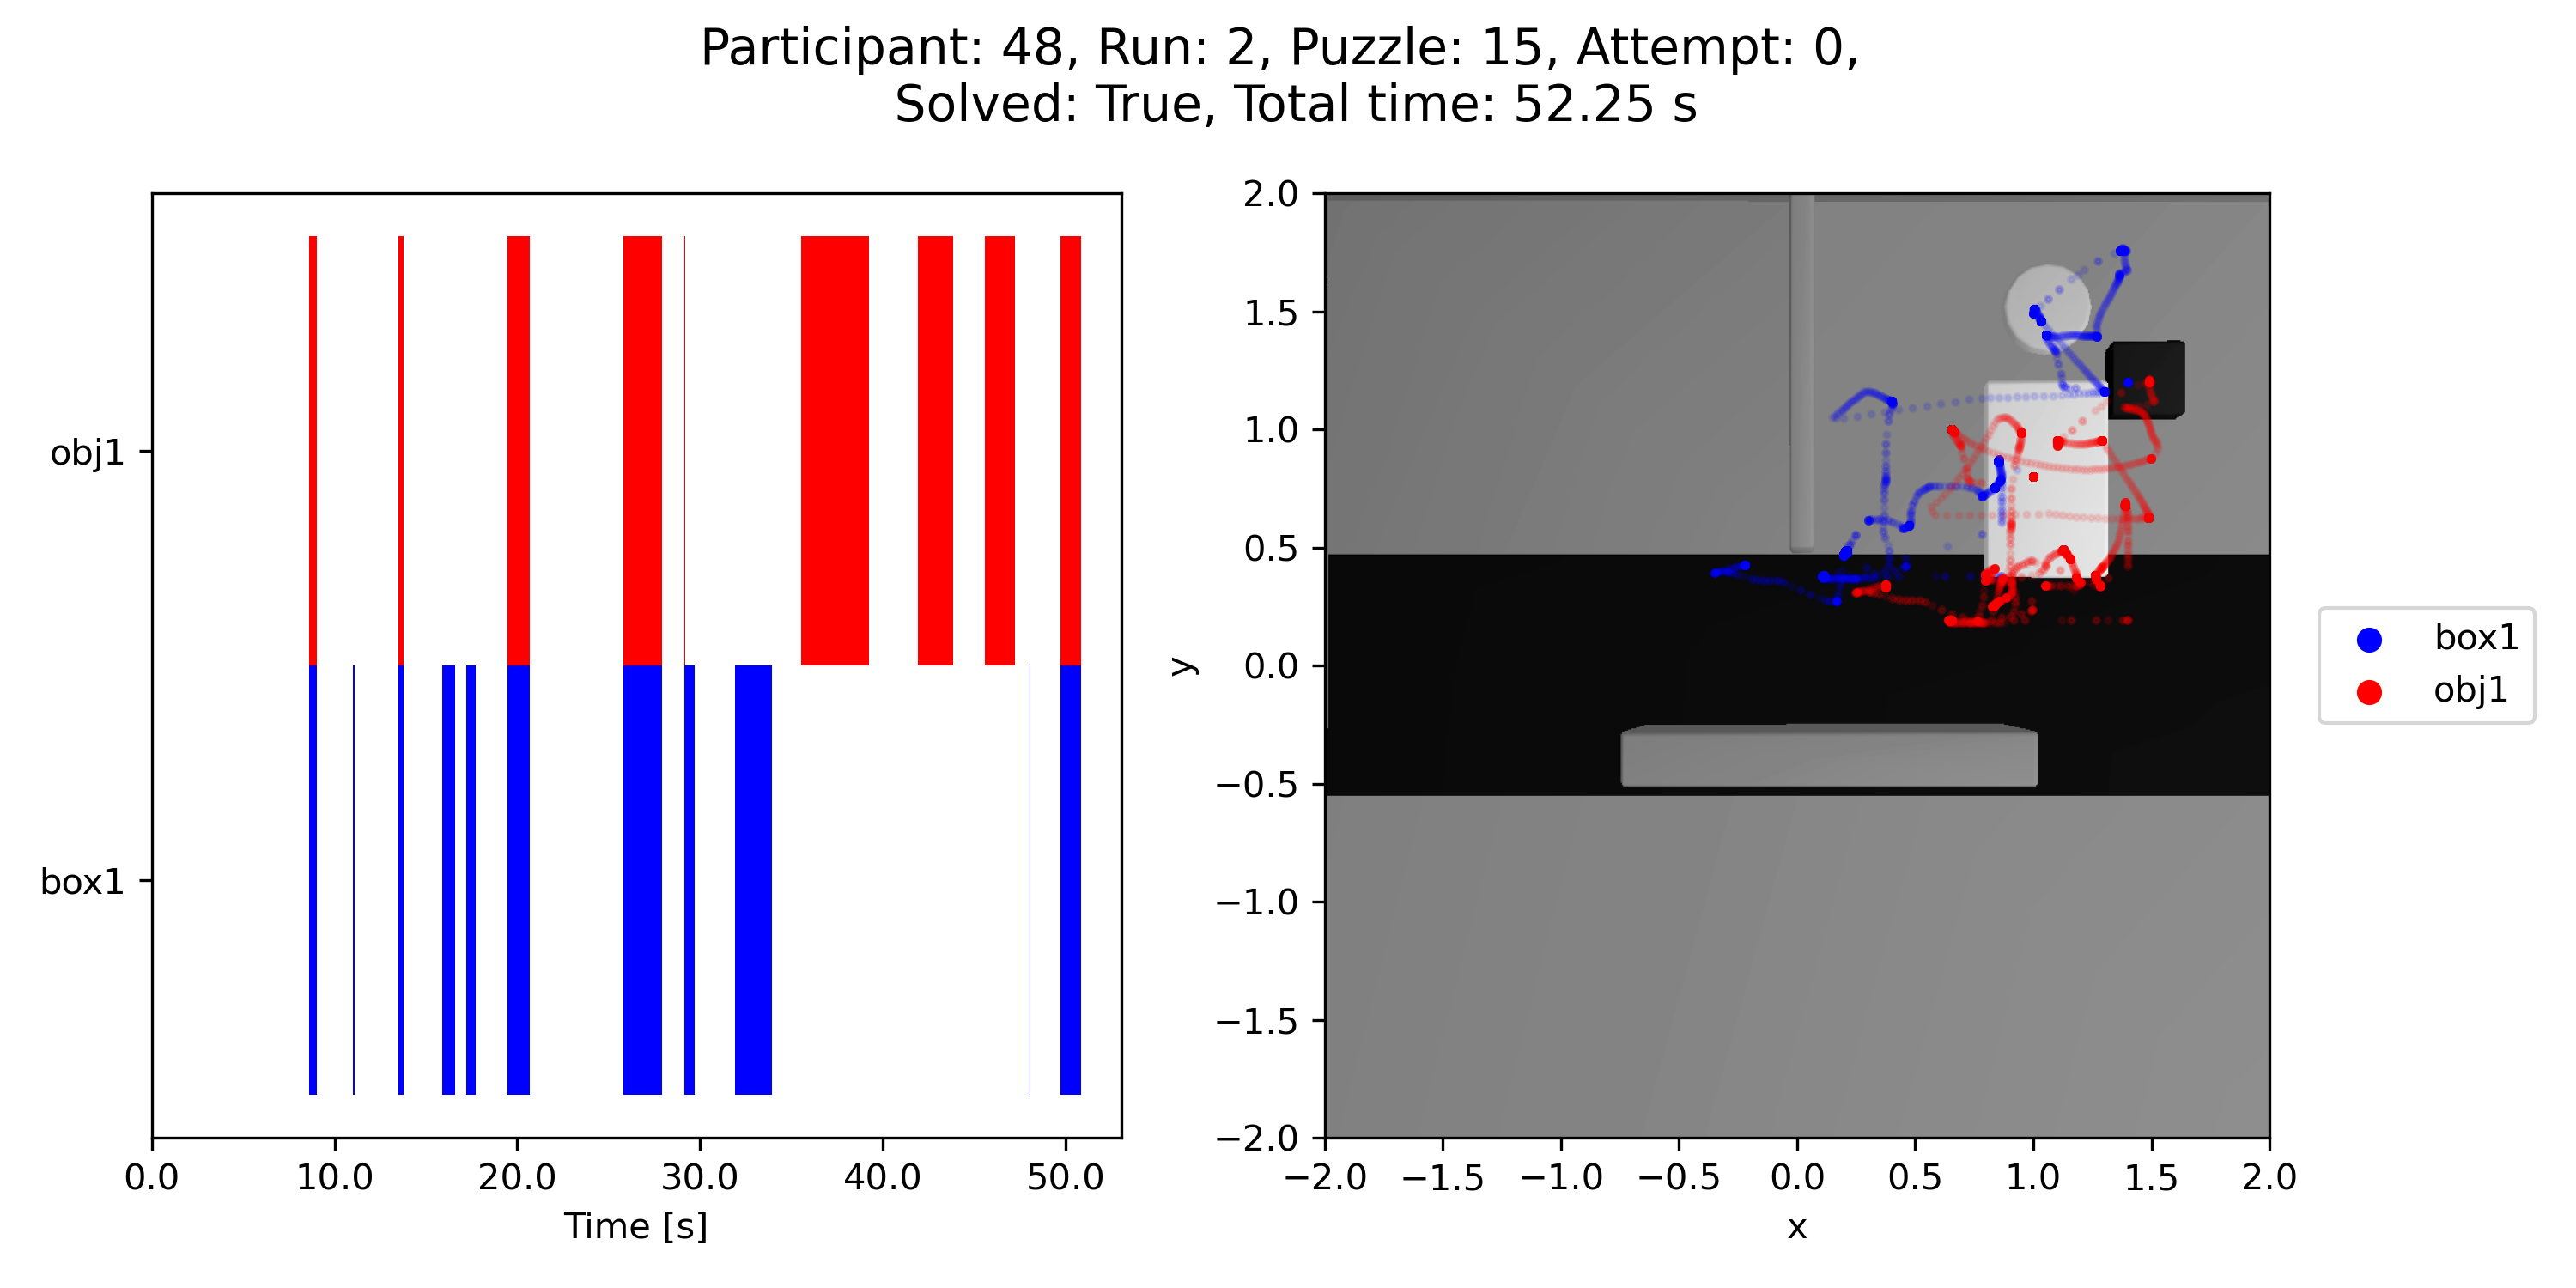 Participant: 48, Run: 2, Puzzle: 15, Attempt: 0,
Solved: True, Total time: 52.25 s
obj1
box1
0.0 10.0 20.0 30.0 40.0 50.0
Time [s]
2.0
1.5
1.0
0.5
0.0
−0.5
−1.0
−1.5
−2.0
y
−2.0 −1.5 −1.0 −0.5 0.0 0.5 1.0 1.5 2.0
x
box1
obj1